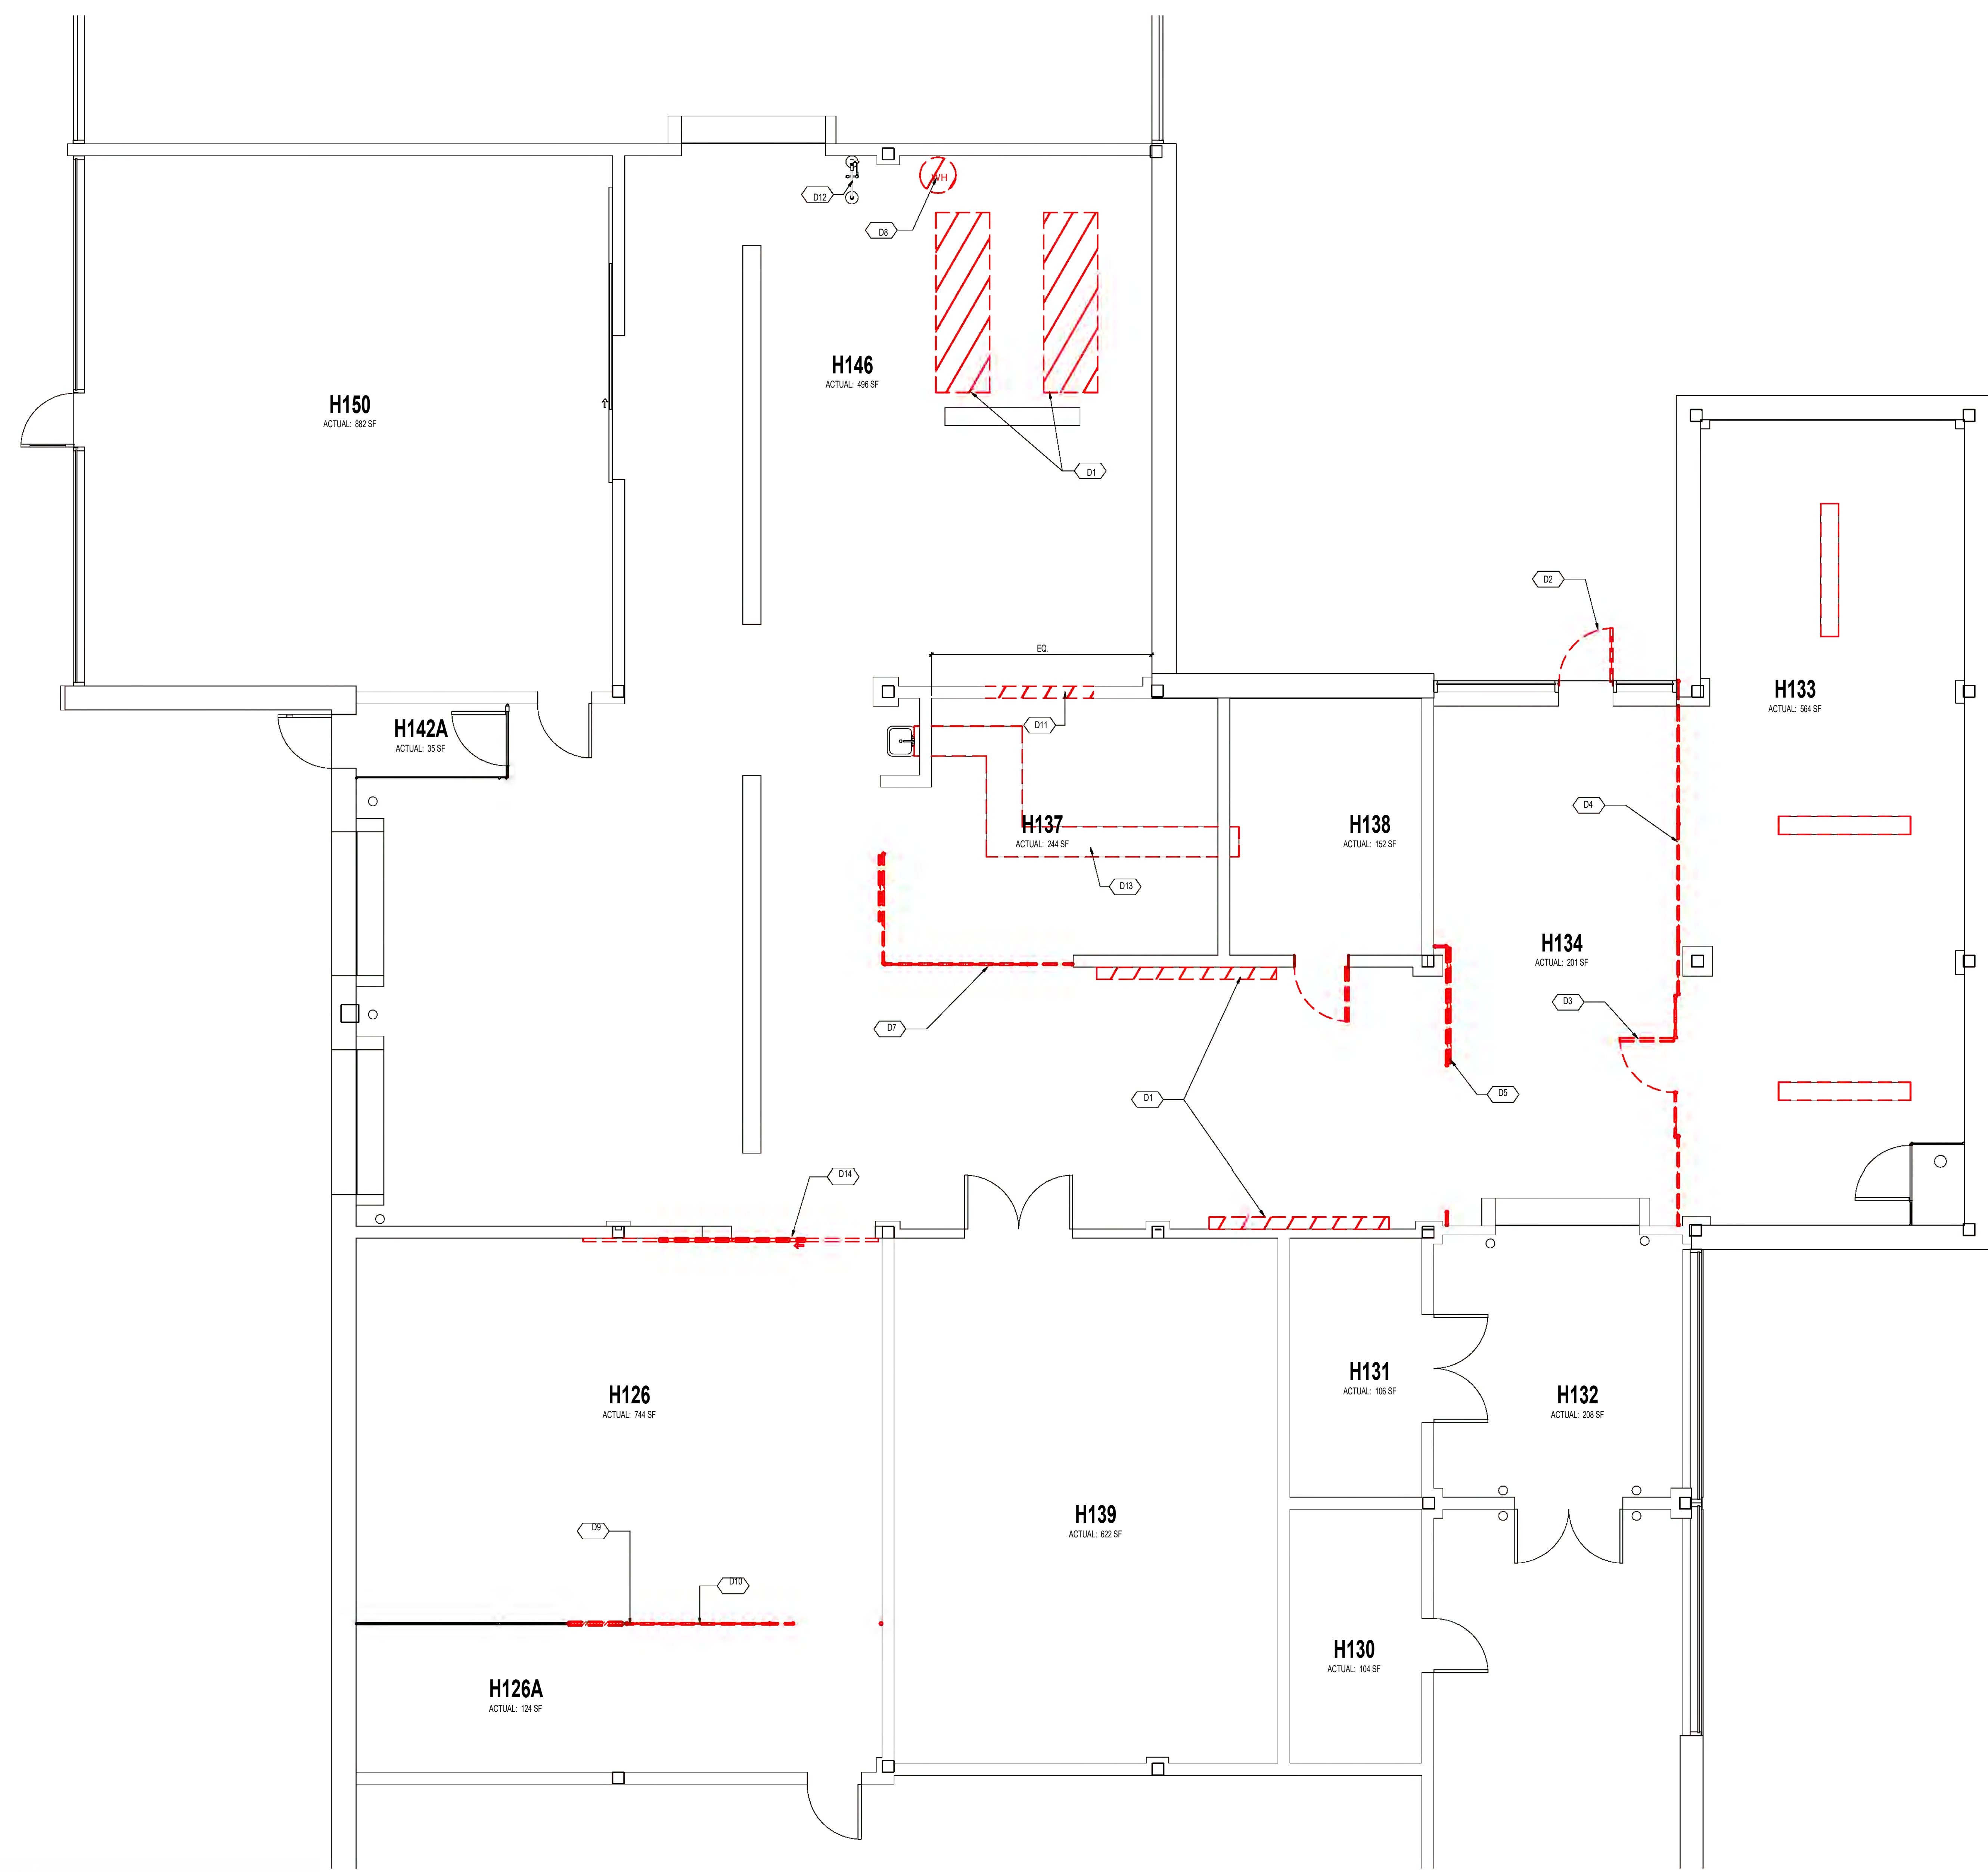 D12
WH
D8
H146
ACTUAL: 496 SF
H150
ACTUAL: 882 SF
D1
D2
EQ.
H133
ACTUAL: 564 SF
D11
H142A
ACTUAL: 35 SF
D4
H137
ACTUAL: 244 SF
H138
ACTUAL: 152 SF
D13
H134
ACTUAL: 201 SF
D3
D7
D5
D1
D14
H131
ACTUAL: 106 SF
H126
ACTUAL: 744 SF
H132
ACTUAL: 208 SF
H139
ACTUAL: 622 SF
D9
D10
H130
ACTUAL: 104 SF
H126A
ACTUAL: 124 SF